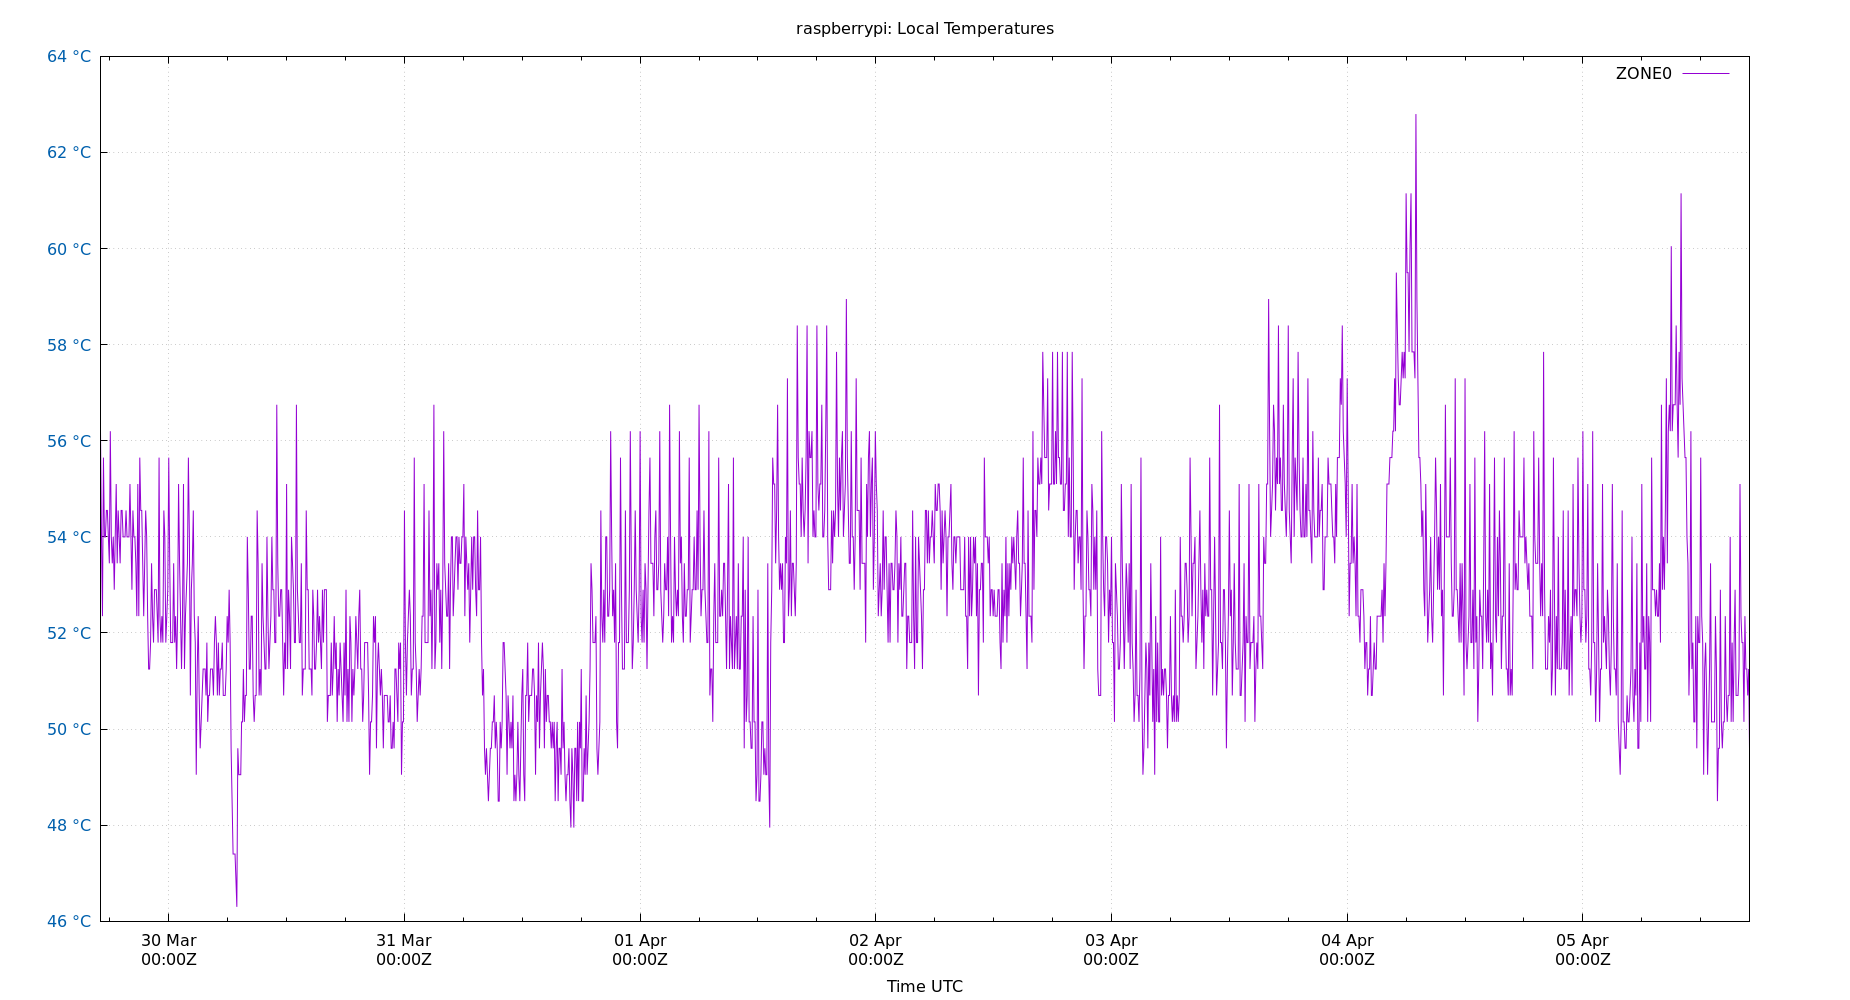 raspberrypi: Local Temperatures
64 °C
ZONE0
62 °C
60 °C
58 °C
56 °C
54 °C
52 °C
50 °C
48 °C
46 °C
30 Mar 31 Mar 01 Apr 02 Apr 03 Apr 04 Apr 05 Apr
00:00Z 00:00Z 00:00Z 00:00Z 00:00Z 00:00Z 00:00Z
Time UTC